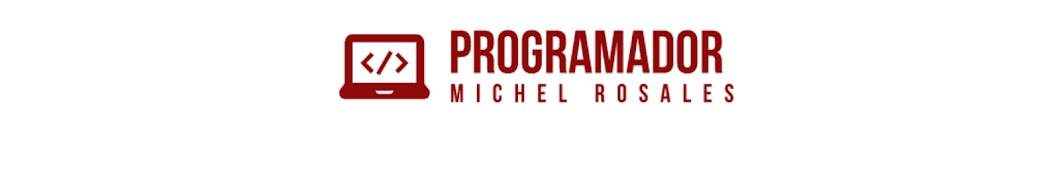 </>
PROGRAMADOR
MICHEL ROSALES